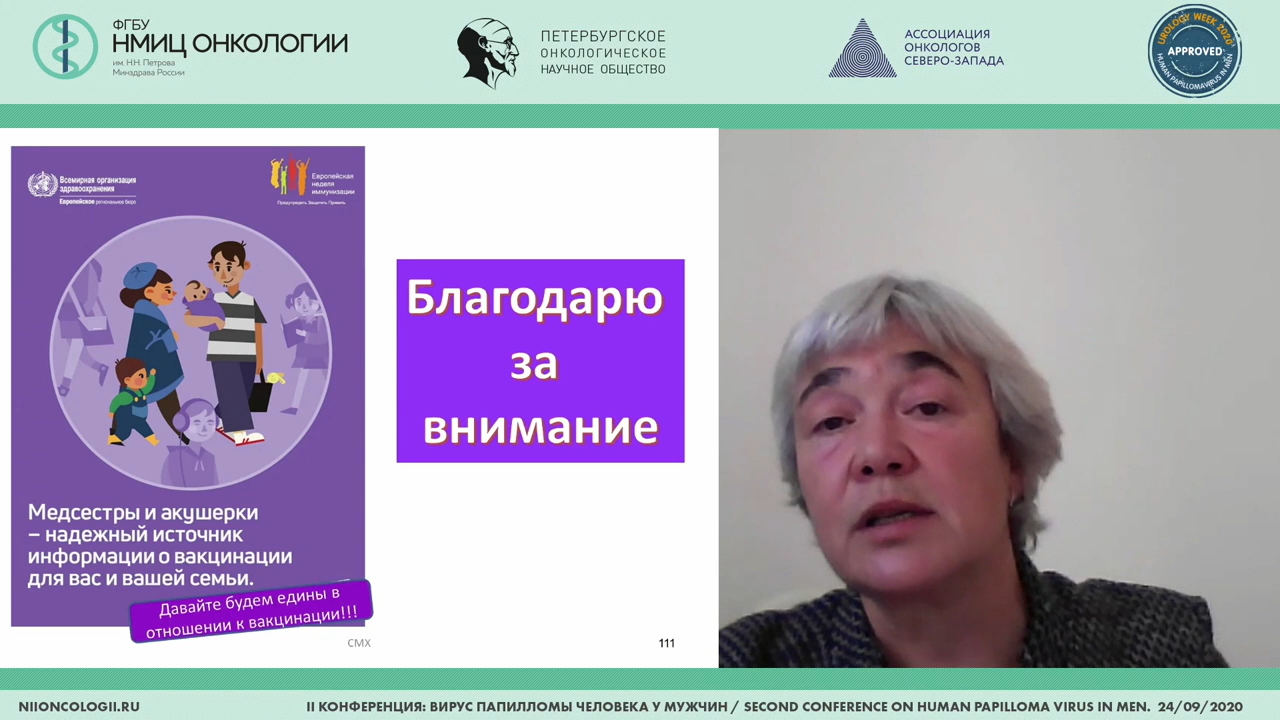 ФГБУ
НМИЦ ОНКОЛОГИИ
им. Н.Н. Петрова
Минздрава России
ПЕТЕРБУРГСКОЕ
ОНКОЛОГИЧЕСКОЕ
НАУЧНОЕ ОБЩЕСТВО
АССОЦИАЦИЯ
ОНКОЛОГОВ
СЕВЕРО-ЗАПАДА
UROLOGY WEEK 2020
APPROVED
HUMAN PAPILLOMAVIRUS IN MEN
Всемирная организация
здравоохранения
Европейское региональное бюро
Европейская
неделя
иммунизации
Предупредить Защитить Привить
Медсестры и акушерки
– надежный источник
информации о вакцинации
для вас и вашей семьи.
Давайте будем едины в
отношении к вакцинации!!!
Благодарю
за
внимание
СМХ
111
NIIONCOLOGII.RU
II КОНФЕРЕНЦИЯ: ВИРУС ПАПИЛЛОМЫ ЧЕЛОВЕКА У МУЖЧИН / SECOND CONFERENCE ON HUMAN PAPILLOMA VIRUS IN MEN. 24/09/2020